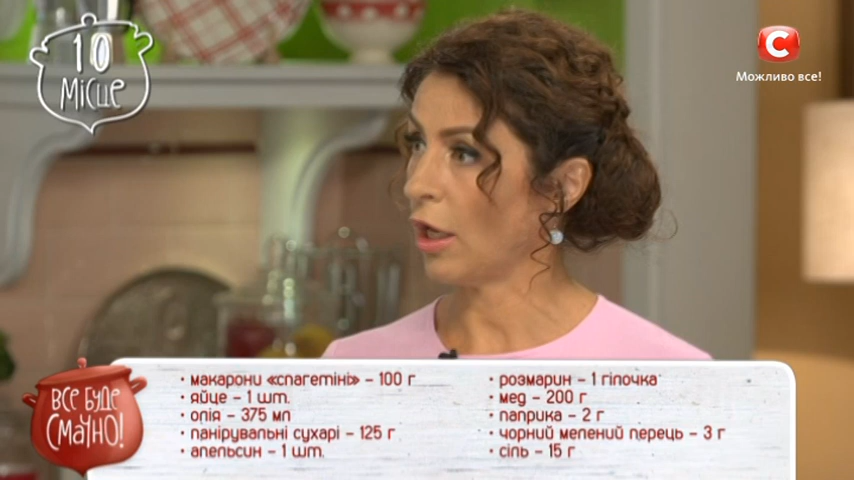 10
Місце
С
Можливо все!
ВСЕ БУДЕ
СМАЧНО!
• макарони «спагетіні» – 100 г
• яйце – 1 шт.
• олія – 375 мл
• панірувальні сухарі – 125 г
• апельсин – 1 шт.
• розмарин – 1 гілочка
• мед – 200 г
• паприка – 2 г
• чорний мелений перець – 3 г
• сіль – 15 г